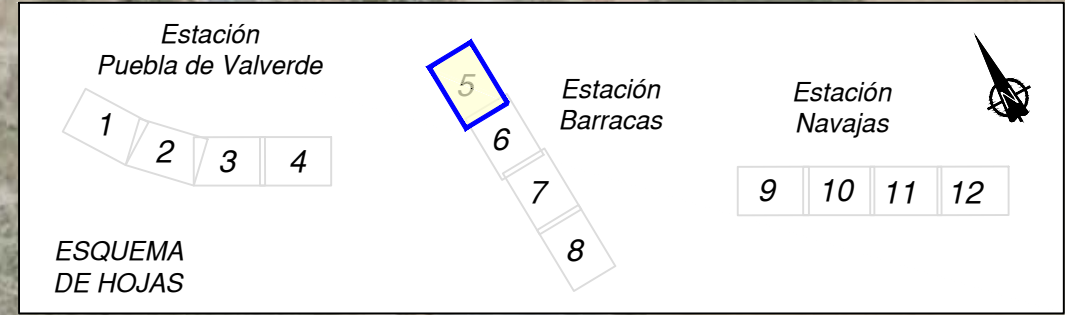 Estación
Puebla de Valverde
1
2
3
4
5
6
7
8
Estación
Barracas
Estación
Navajas
N
9
10
11
12
ESQUEMA
DE HOJAS